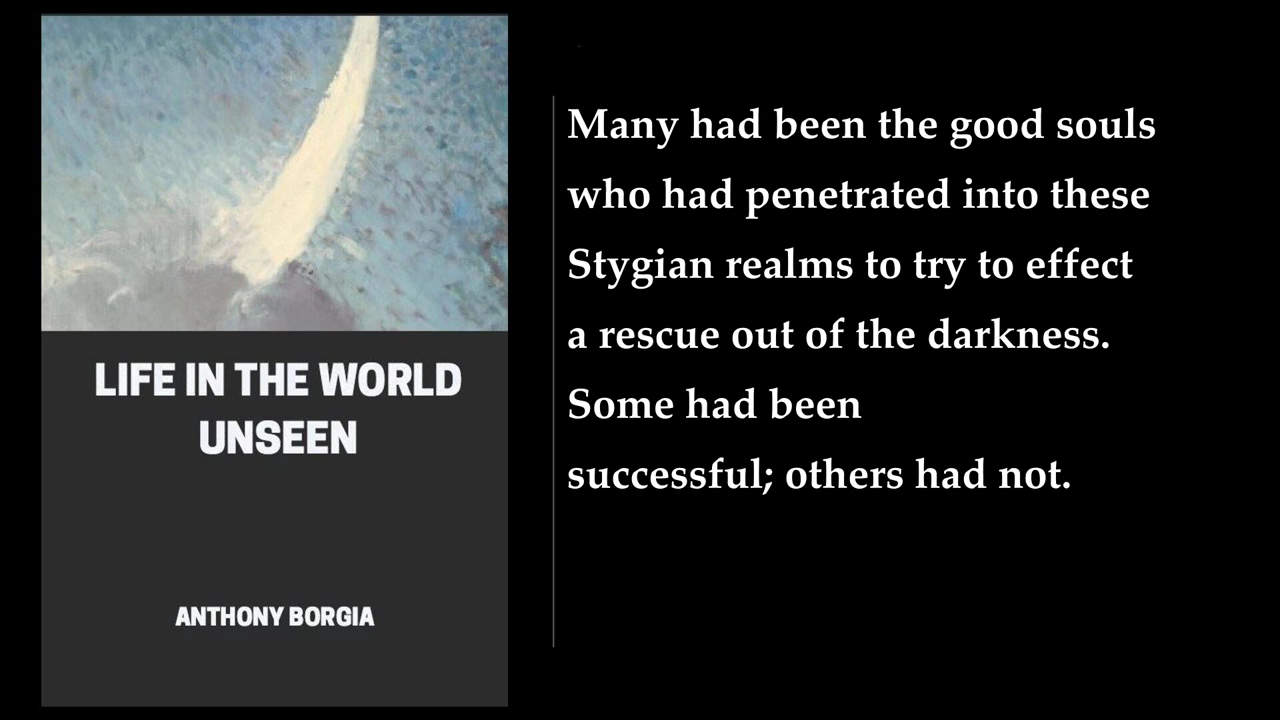 LIFE IN THE WORLD
UNSEEN
ANTHONY BORGIA
Many had been the good souls
who had penetrated into these
Stygian realms to try to effect
a rescue out of the darkness.
Some had been
successful; others had not.